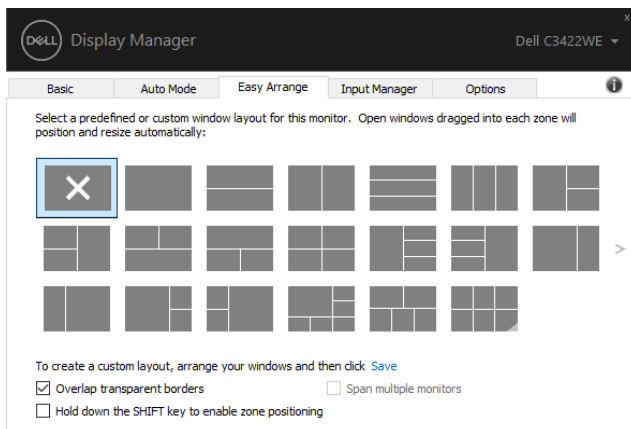 DELL Display Manager
Dell C3422WE
Basic Auto Mode Easy Arrange Input Manager Options
Select a predefined or custom window layout for this monitor. Open windows dragged into each zone will
position and resize automatically:
To create a custom layout, arrange your windows and then click Save
Overlap transparent borders
Span multiple monitors
Hold down the SHIFT key to enable zone positioning